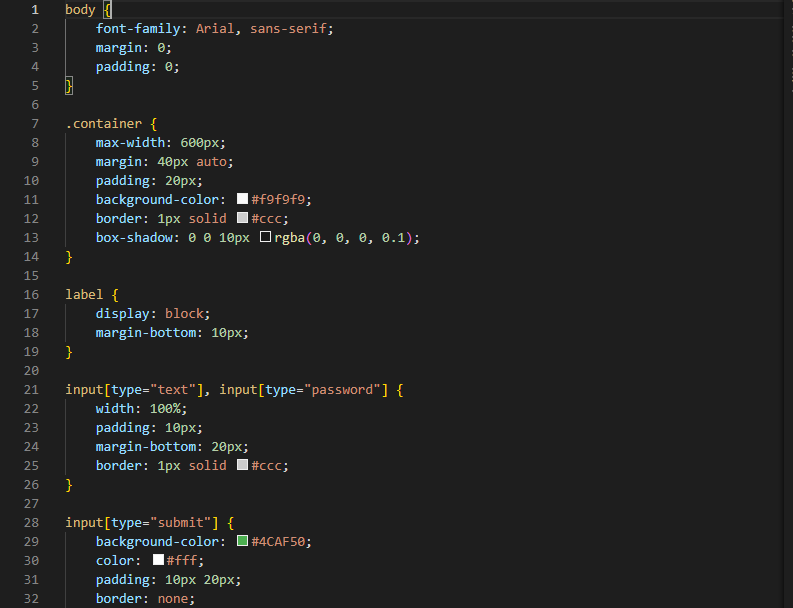 1 body {
2     font-family: Arial, sans-serif;
3     margin: 0;
4     padding: 0;
5 }
6
7 .container {
8     max-width: 600px;
9     margin: 40px auto;
10     padding: 20px;
11     background-color: #f9f9f9;
12     border: 1px solid #ccc;
13     box-shadow: 0 0 10px rgba(0, 0, 0, 0.1);
14 }
15
16 label {
17     display: block;
18     margin-bottom: 10px;
19 }
20
21 input[type="text"], input[type="password"] {
22     width: 100%;
23     padding: 10px;
24     margin-bottom: 20px;
25     border: 1px solid #ccc;
26 }
27
28 input[type="submit"] {
29     background-color: #4CAF50;
30     color: #fff;
31     padding: 10px 20px;
32     border: none;